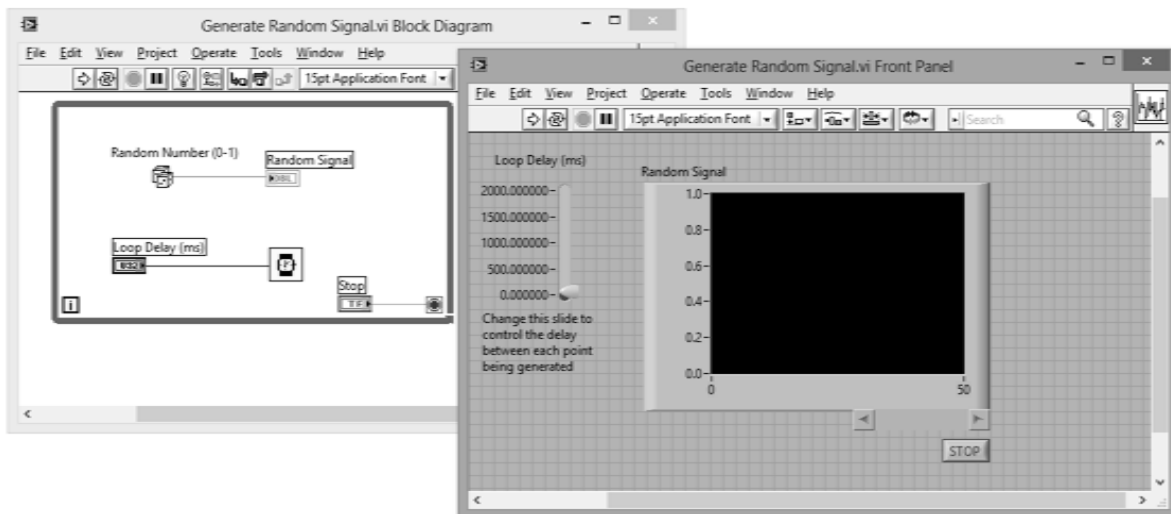 Generate Random Signal.vi Block Diagram
File Edit View Project Operate Tools Window Help
15pt Application Font
Random Number (0-1)
Random Signal
DBL
Loop Delay (ms)
U32
Stop
TF
i
Generate Random Signal.vi Front Panel
File Edit View Project Operate Tools Window Help
15pt Application Font
Search
Loop Delay (ms)
2000.000000
1500.000000
1000.000000
500.000000
0.000000
Change this slide to
control the delay
between each point
being generated
Random Signal
1.0
0.8
0.6
0.4
0.2
0.0
0 50
STOP